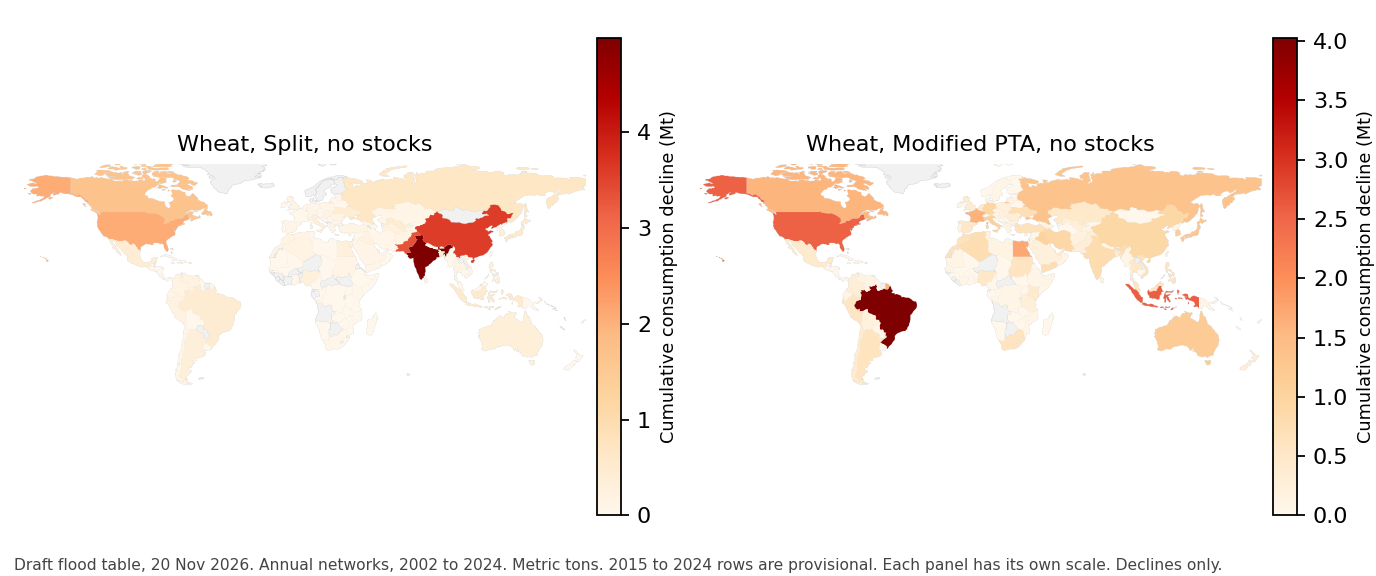 Wheat, Split, no stocks
4
3
2
1
0
Cumulative consumption decline (Mt)
Wheat, Modified PTA, no stocks
4.0
3.5
3.0
2.5
2.0
1.5
1.0
0.5
0.0
Cumulative consumption decline (Mt)
Draft flood table, 20 Nov 2026. Annual networks, 2002 to 2024. Metric tons. 2015 to 2024 rows are provisional. Each panel has its own scale. Declines only.